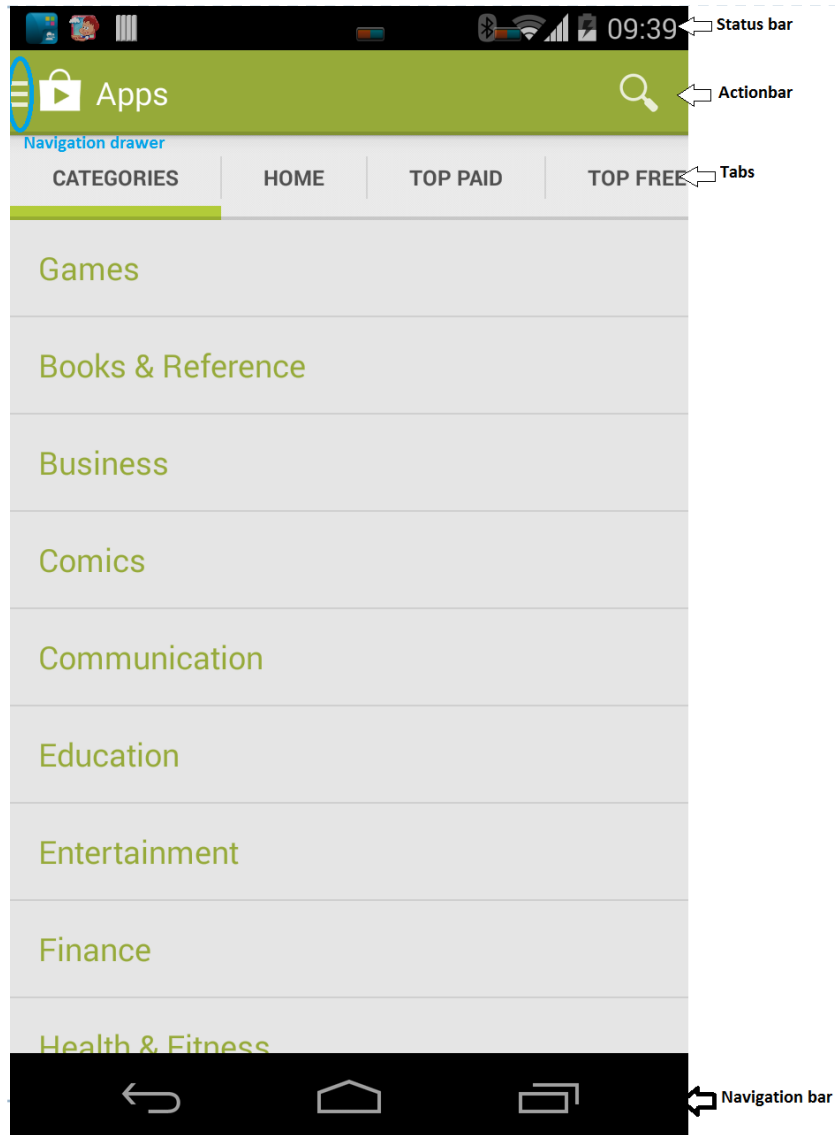 09:39
Status bar
Apps
Actionbar
Navigation drawer
CATEGORIES HOME TOP PAID TOP FREE
Tabs
Games
Books & Reference
Business
Comics
Communication
Education
Entertainment
Finance
Health & Fitness
Navigation bar